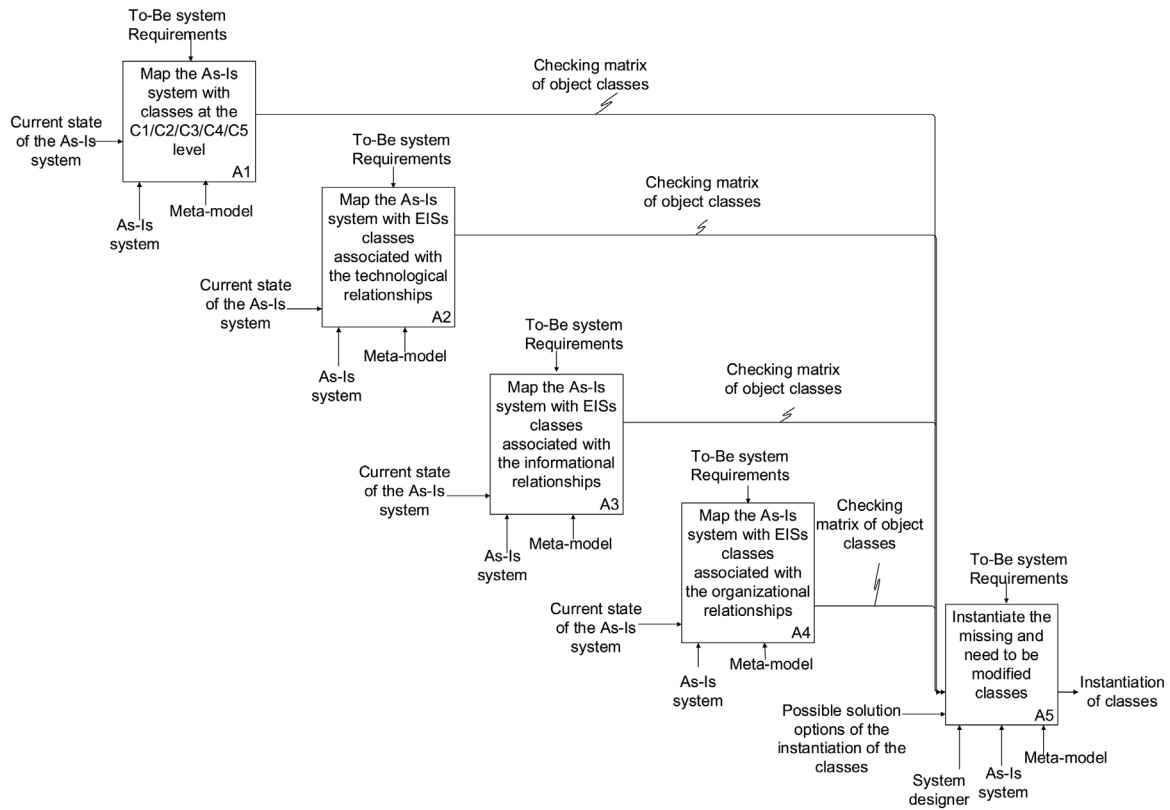 To-Be system
Requirements
Map the As-Is
system with
classes at the
C1/C2/C3/C4/C5
level
A1
Current state
of the As-Is
system
As-Is
system
Meta-model
Checking matrix
of object classes
To-Be system
Requirements
Map the As-Is
system with EISs
classes
associated with
the technological
relationships
A2
Current state
of the As-Is
system
As-Is
system
Meta-model
Checking matrix
of object classes
To-Be system
Requirements
Map the As-Is
system with EISs
classes
associated with
the informational
relationships
A3
Current state
of the As-Is
system
As-Is
system
Meta-model
Checking matrix
of object classes
To-Be system
Requirements
Map the As-Is
system with EISs
classes
associated with
the organizational
relationships
A4
Current state
of the As-Is
system
As-Is
system
Meta-model
Checking
matrix of object
classes
To-Be system
Requirements
Instantiate the
missing and
need to be
modified
classes
A5
Possible solution
options of the
instantiation of the
classes
System
designer
As-Is
system
Meta-model
Instantiation
of classes